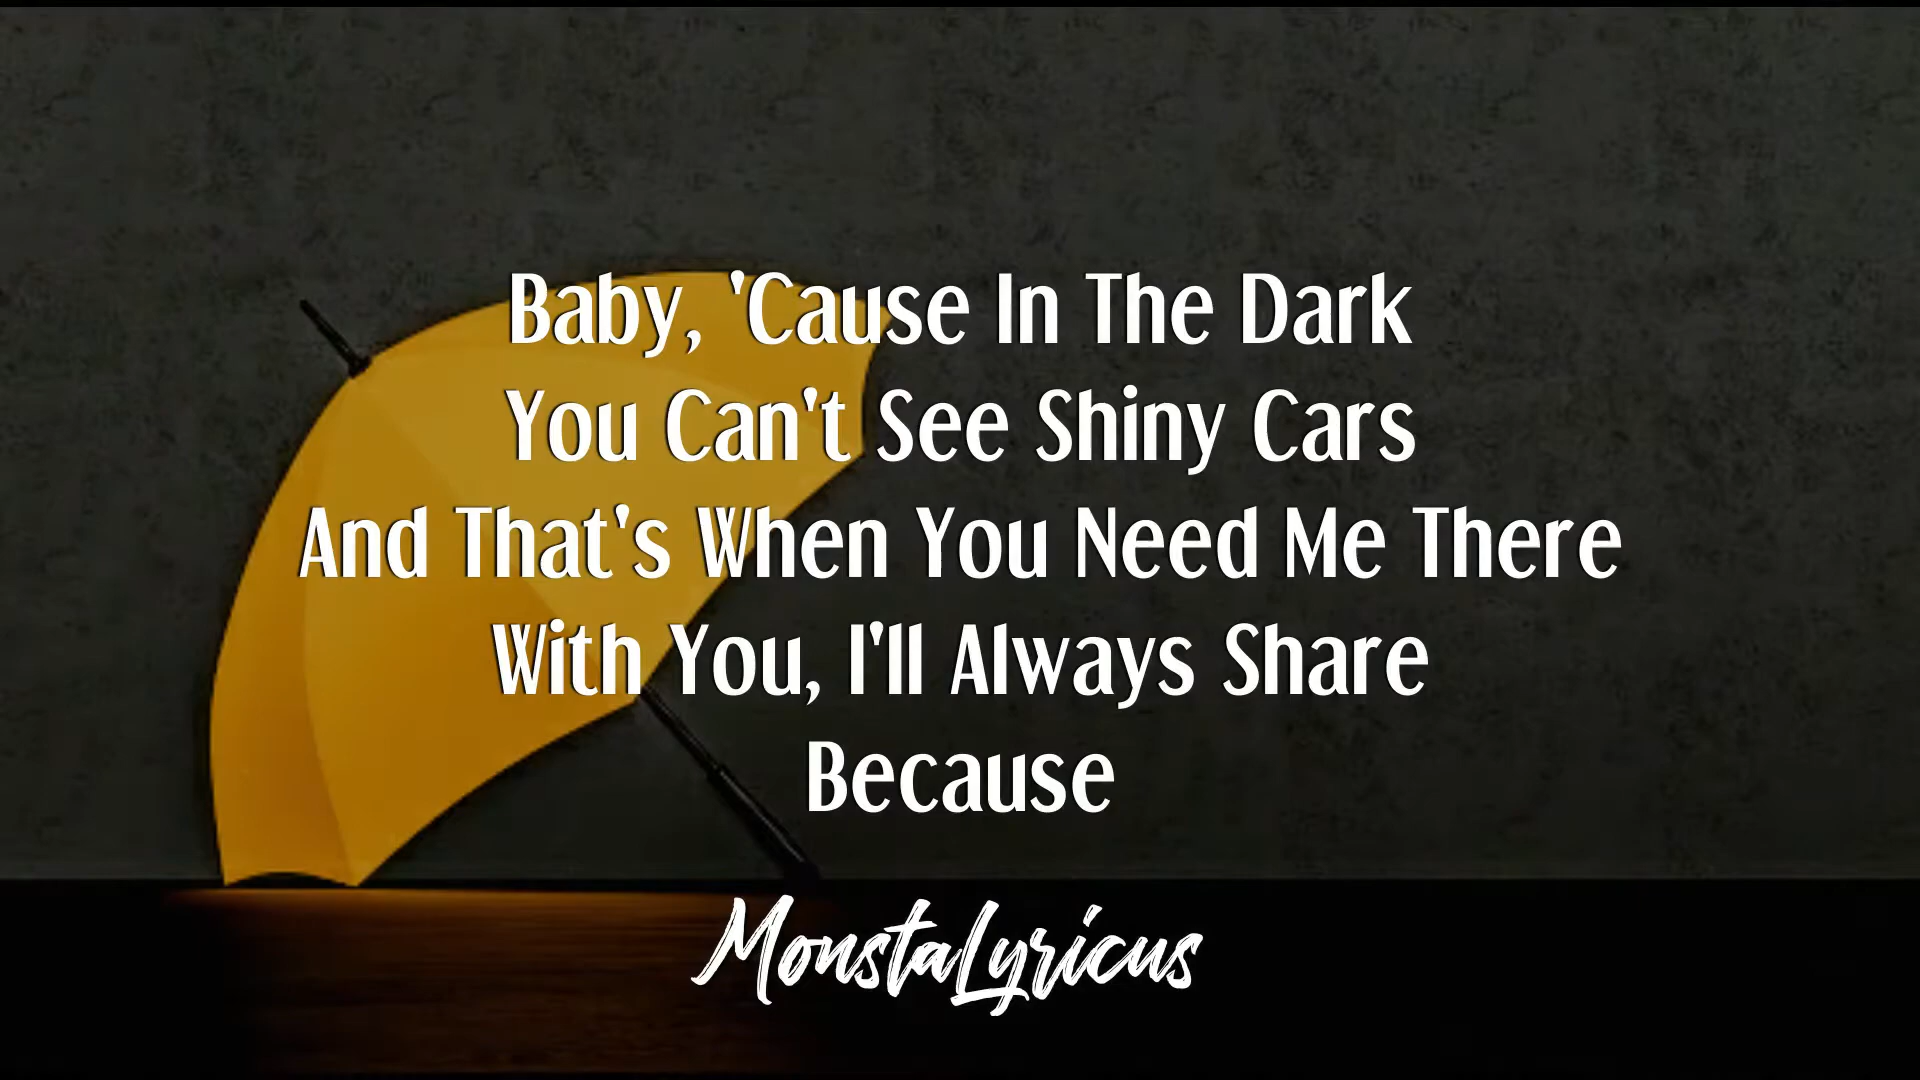 Baby, 'Cause In The Dark
You Can't See Shiny Cars
And That's When You Need Me There
With You, I'll Always Share
Because
MonstaLyricus